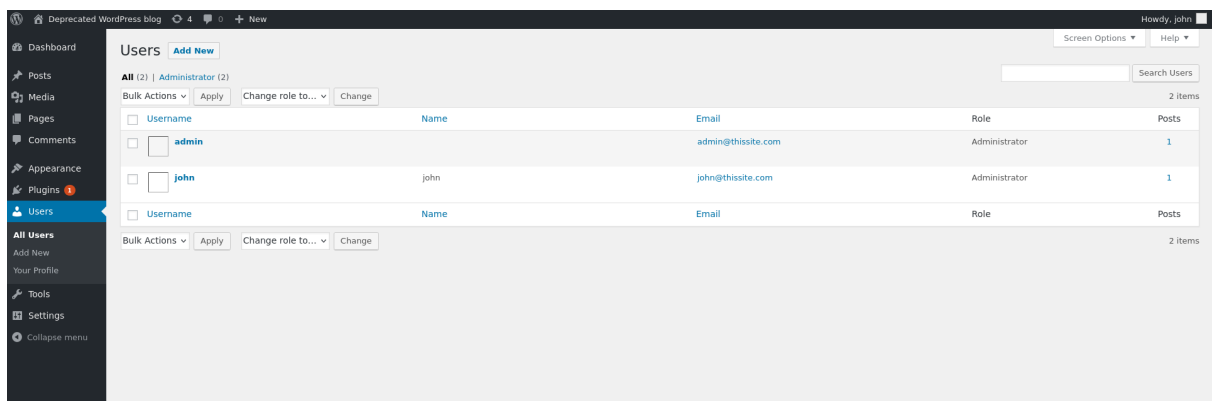 Deprecated WordPress blog 4 0 + New Howdy, john
Screen Options ▼ Help ▼
Dashboard
Posts
Media
Pages
Comments
Appearance
Plugins 1
Users
All Users
Add New
Your Profile
Tools
Settings
Collapse menu
Users Add New
All (2) | Administrator (2)
Search Users
Bulk Actions Apply Change role to... Change 2 items
Username Name Email Role Posts
admin admin@thissite.com Administrator 1
john john john@thissite.com Administrator 1
Username Name Email Role Posts
Bulk Actions Apply Change role to... Change 2 items